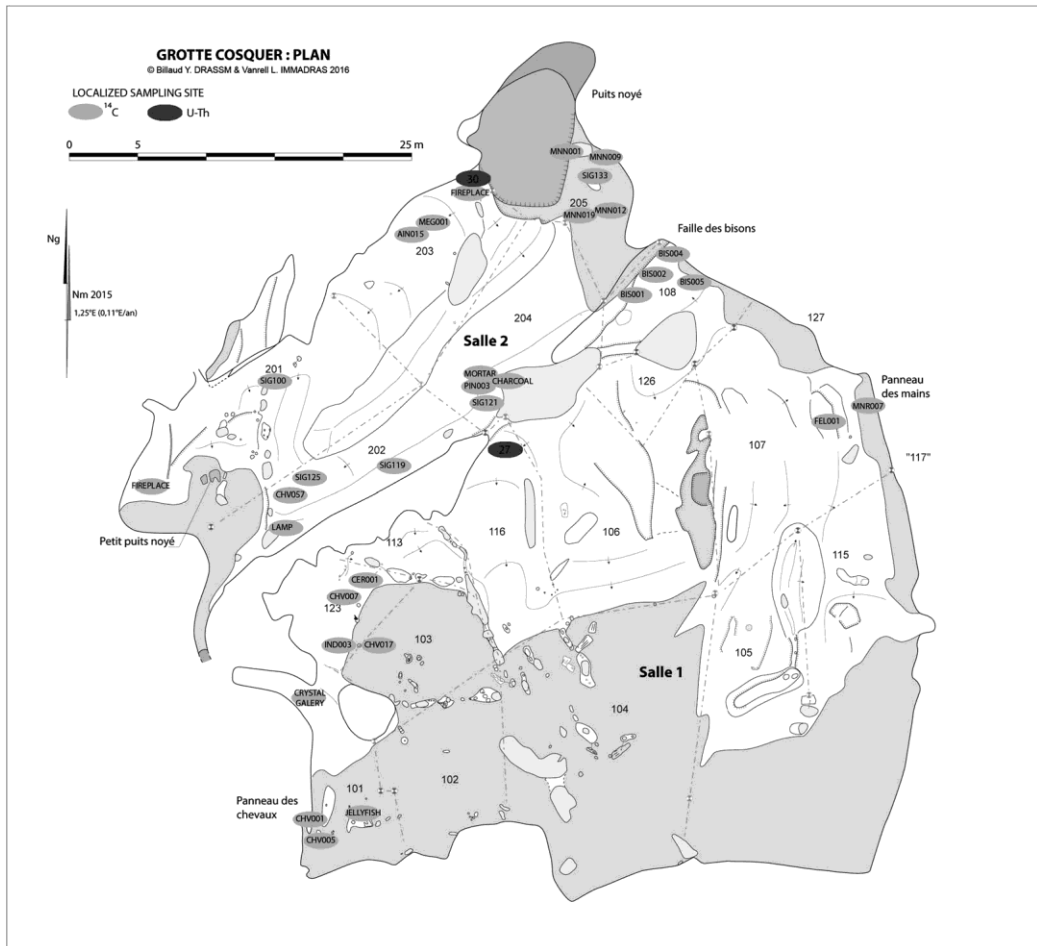 GROTTE COSQUER : PLAN
© Billaud Y. DRASSM & Vanrell L. IMMADRAS 2016
LOCALIZED SAMPLING SITE
14C
U-Th
0 5 25 m
Ng
Nm 2015
1,25°E (0,11°E/an)
Puits noyé
MNN001
MNN009
SIG133
30
FIREPLACE
205
MNN019
MNN012
MEG001
AIN015
203
Faille des bisons
BIS004
BIS002
BIS005
BIS001
108
204
127
Salle 2
201
SIG100
MORTAR
CHARCOAL
PIN003
SIG121
126
Panneau
des mains
MNR007
FEL001
107
"117"
202
27
SIG119
SIG125
FIREPLACE
CHV057
LAMP
Petit puits noyé
113
116
106
115
CER001
CHV007
123
IND003
CHV017
103
105
Salle 1
CRYSTAL
GALERY
104
102
101
Panneau des
chevaux
JELLYFISH
CHV001
CHV005